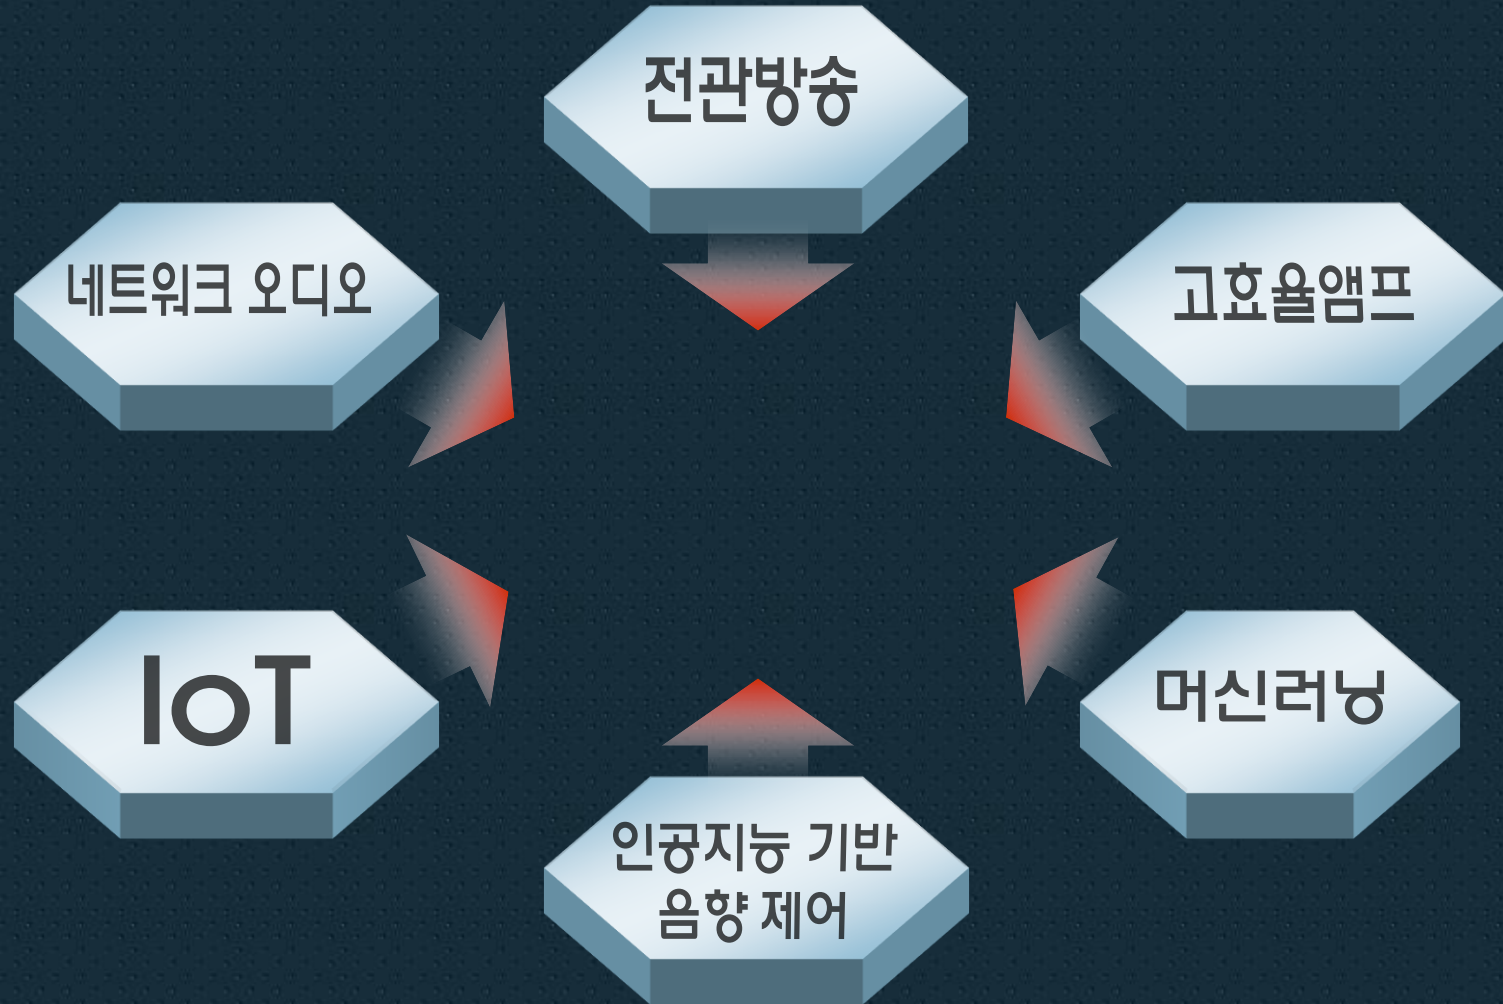 전관방송
네트워크 오디오
고효율앰프
IoT
머신러닝
인공지능 기반
음향 제어